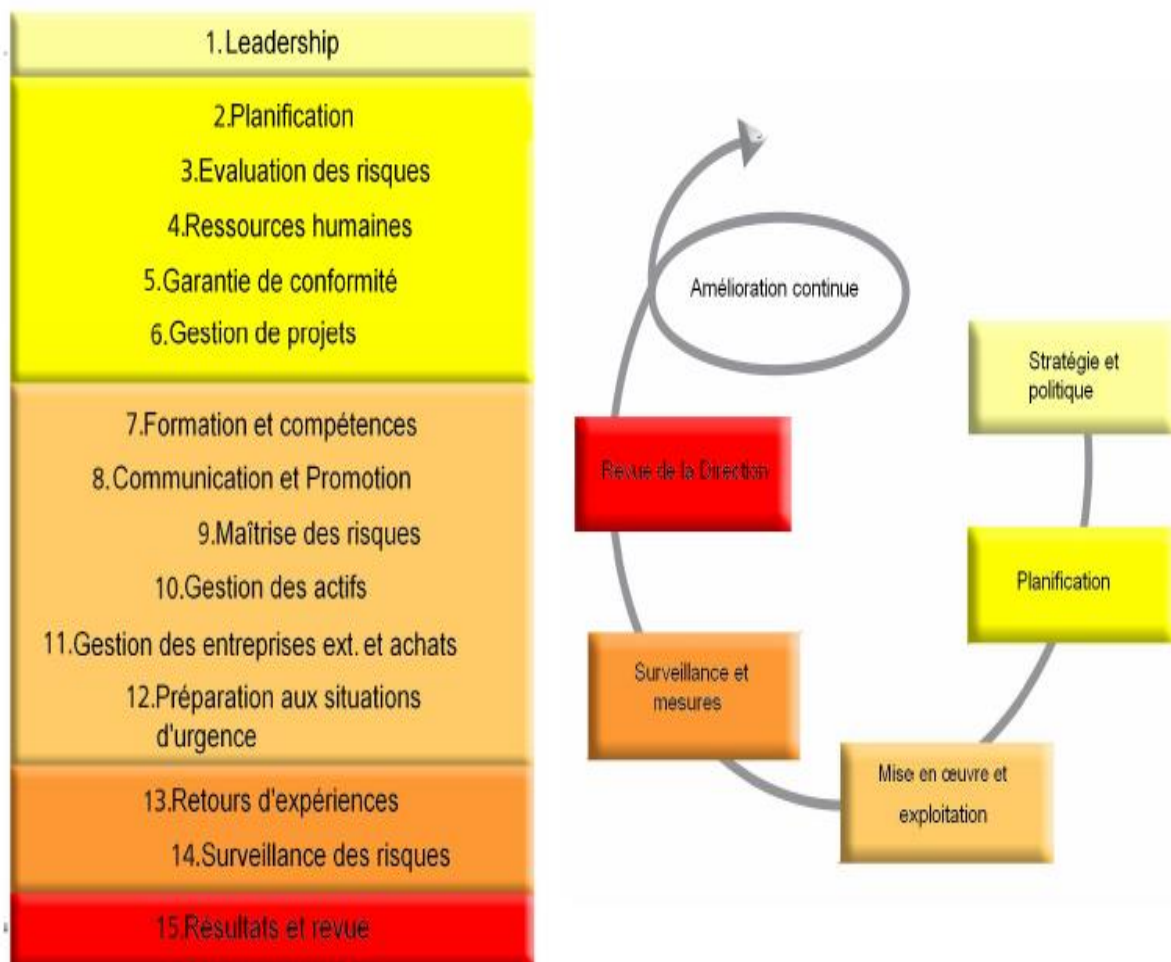 1.Leadership
2.Planification
3.Evaluation des risques
4.Ressources humaines
5.Garantie de conformité
6.Gestion de projets
7.Formation et compétences
8.Communication et Promotion
9.Maîtrise des risques
10.Gestion des actifs
11.Gestion des entreprises ext. et achats
12.Préparation aux situations
d'urgence
13.Retours d'expériences
14.Surveillance des risques
15.Résultats et revue
Amélioration continue
Stratégie et
politique
Revue de la Direction
Planification
Surveillance et
mesures
Mise en œuvre et
exploitation